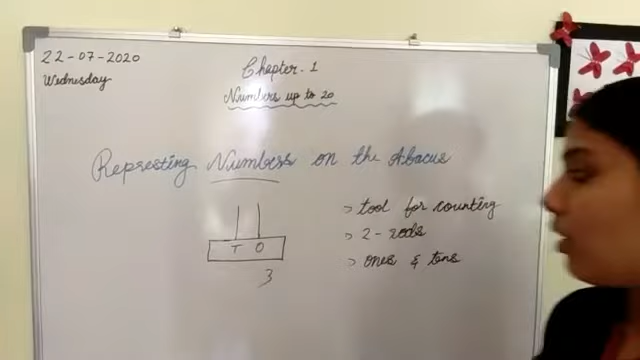 22-07-2020
Wednesday
Chapter-1
Numbers up to 20
Represting Numbers on the Abacus
> tool for counting
> 2-rods
> ones & tens
T O
3